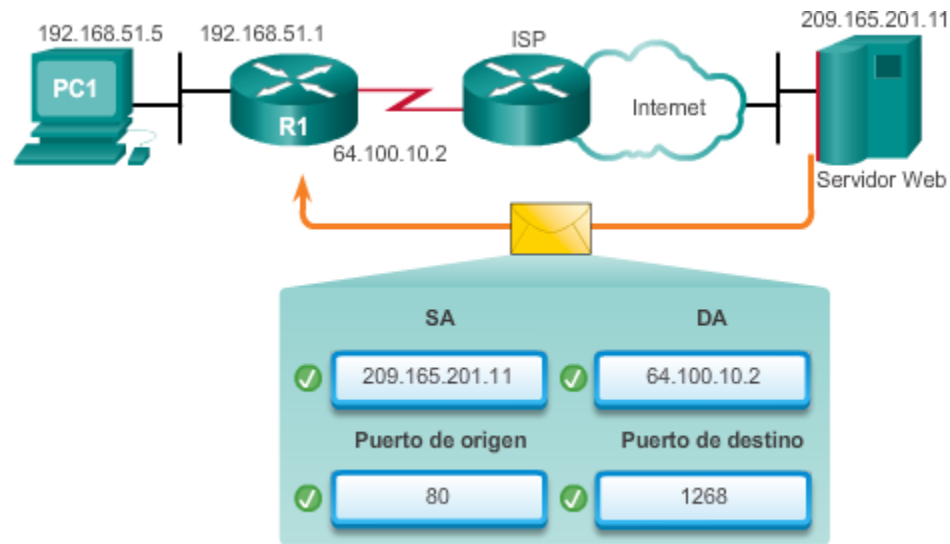 209.165.201.11
192.168.51.5
192.168.51.1
ISP
PC1
R1
Internet
64.100.10.2
Servidor Web
SA
DA
209.165.201.11
64.100.10.2
Puerto de origen
Puerto de destino
80
1268